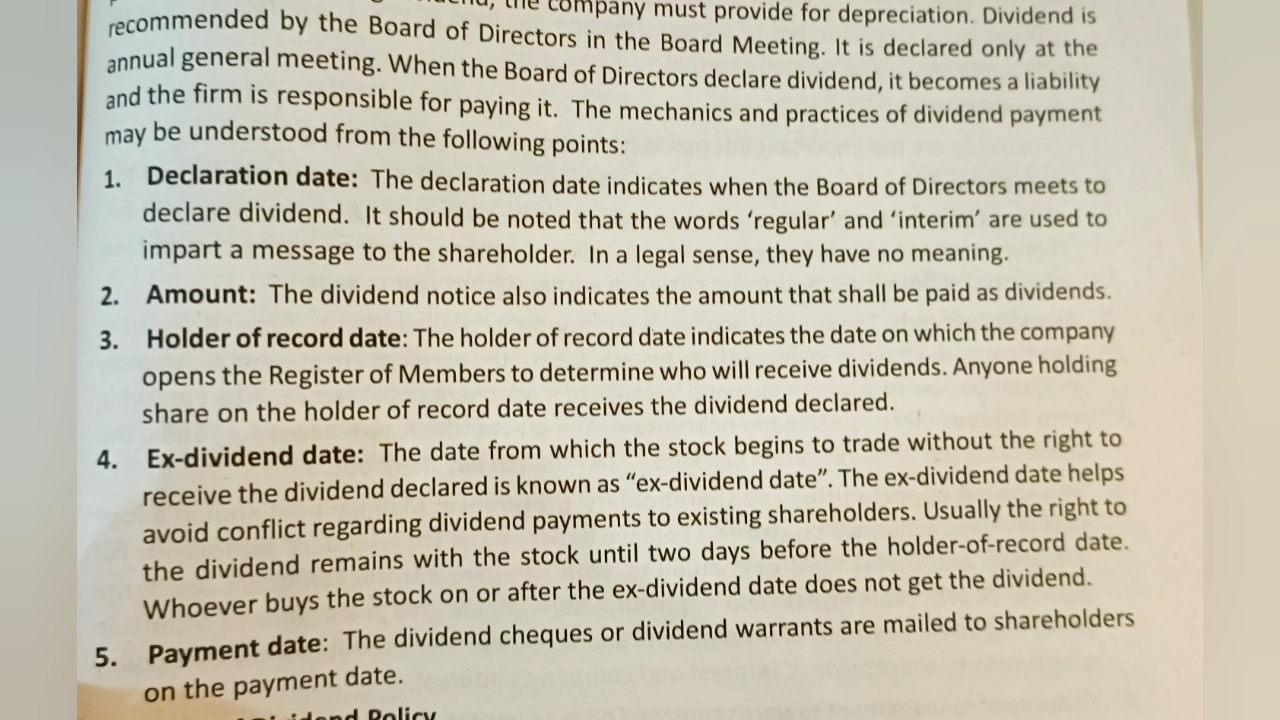 the company must provide for depreciation. Dividend is
recommended by the Board of Directors in the Board Meeting. It is declared only at the
annual general meeting. When the Board of Directors declare dividend, it becomes a liability
and the firm is responsible for paying it. The mechanics and practices of dividend payment
may be understood from the following points:
1. Declaration date: The declaration date indicates when the Board of Directors meets to
declare dividend. It should be noted that the words ‘regular’ and ‘interim’ are used to
impart a message to the shareholder. In a legal sense, they have no meaning.
2. Amount: The dividend notice also indicates the amount that shall be paid as dividends.
3. Holder of record date: The holder of record date indicates the date on which the company
opens the Register of Members to determine who will receive dividends. Anyone holding
share on the holder of record date receives the dividend declared.
4. Ex-dividend date: The date from which the stock begins to trade without the right to
receive the dividend declared is known as “ex-dividend date”. The ex-dividend date helps
avoid conflict regarding dividend payments to existing shareholders. Usually the right to
the dividend remains with the stock until two days before the holder-of-record date.
Whoever buys the stock on or after the ex-dividend date does not get the dividend.
5. Payment date: The dividend cheques or dividend warrants are mailed to shareholders
on the payment date.
Dividend Policy